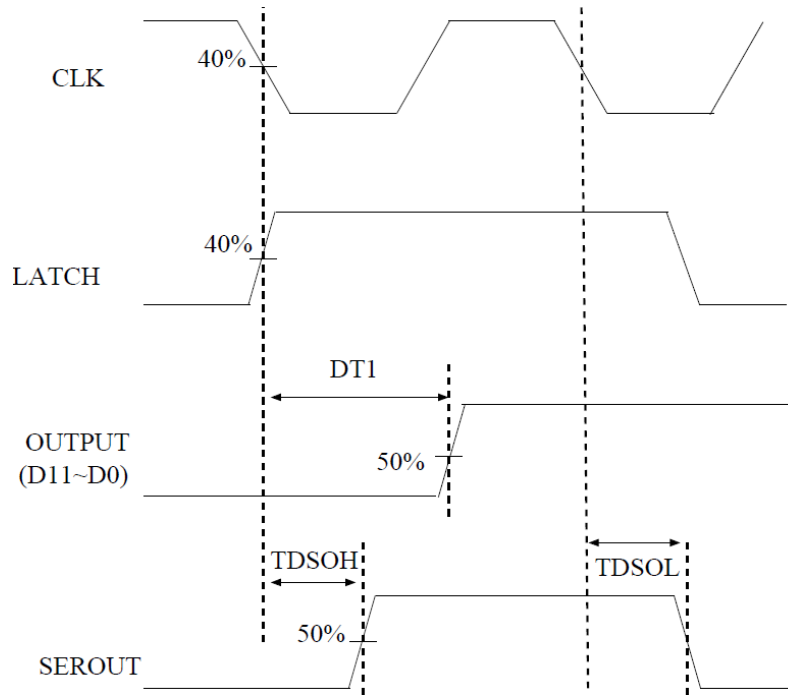 40%
CLK
40%
LATCH
DT1
OUTPUT
(D11~D0)
50%
TDSOH
TDSOL
50%
SEROUT